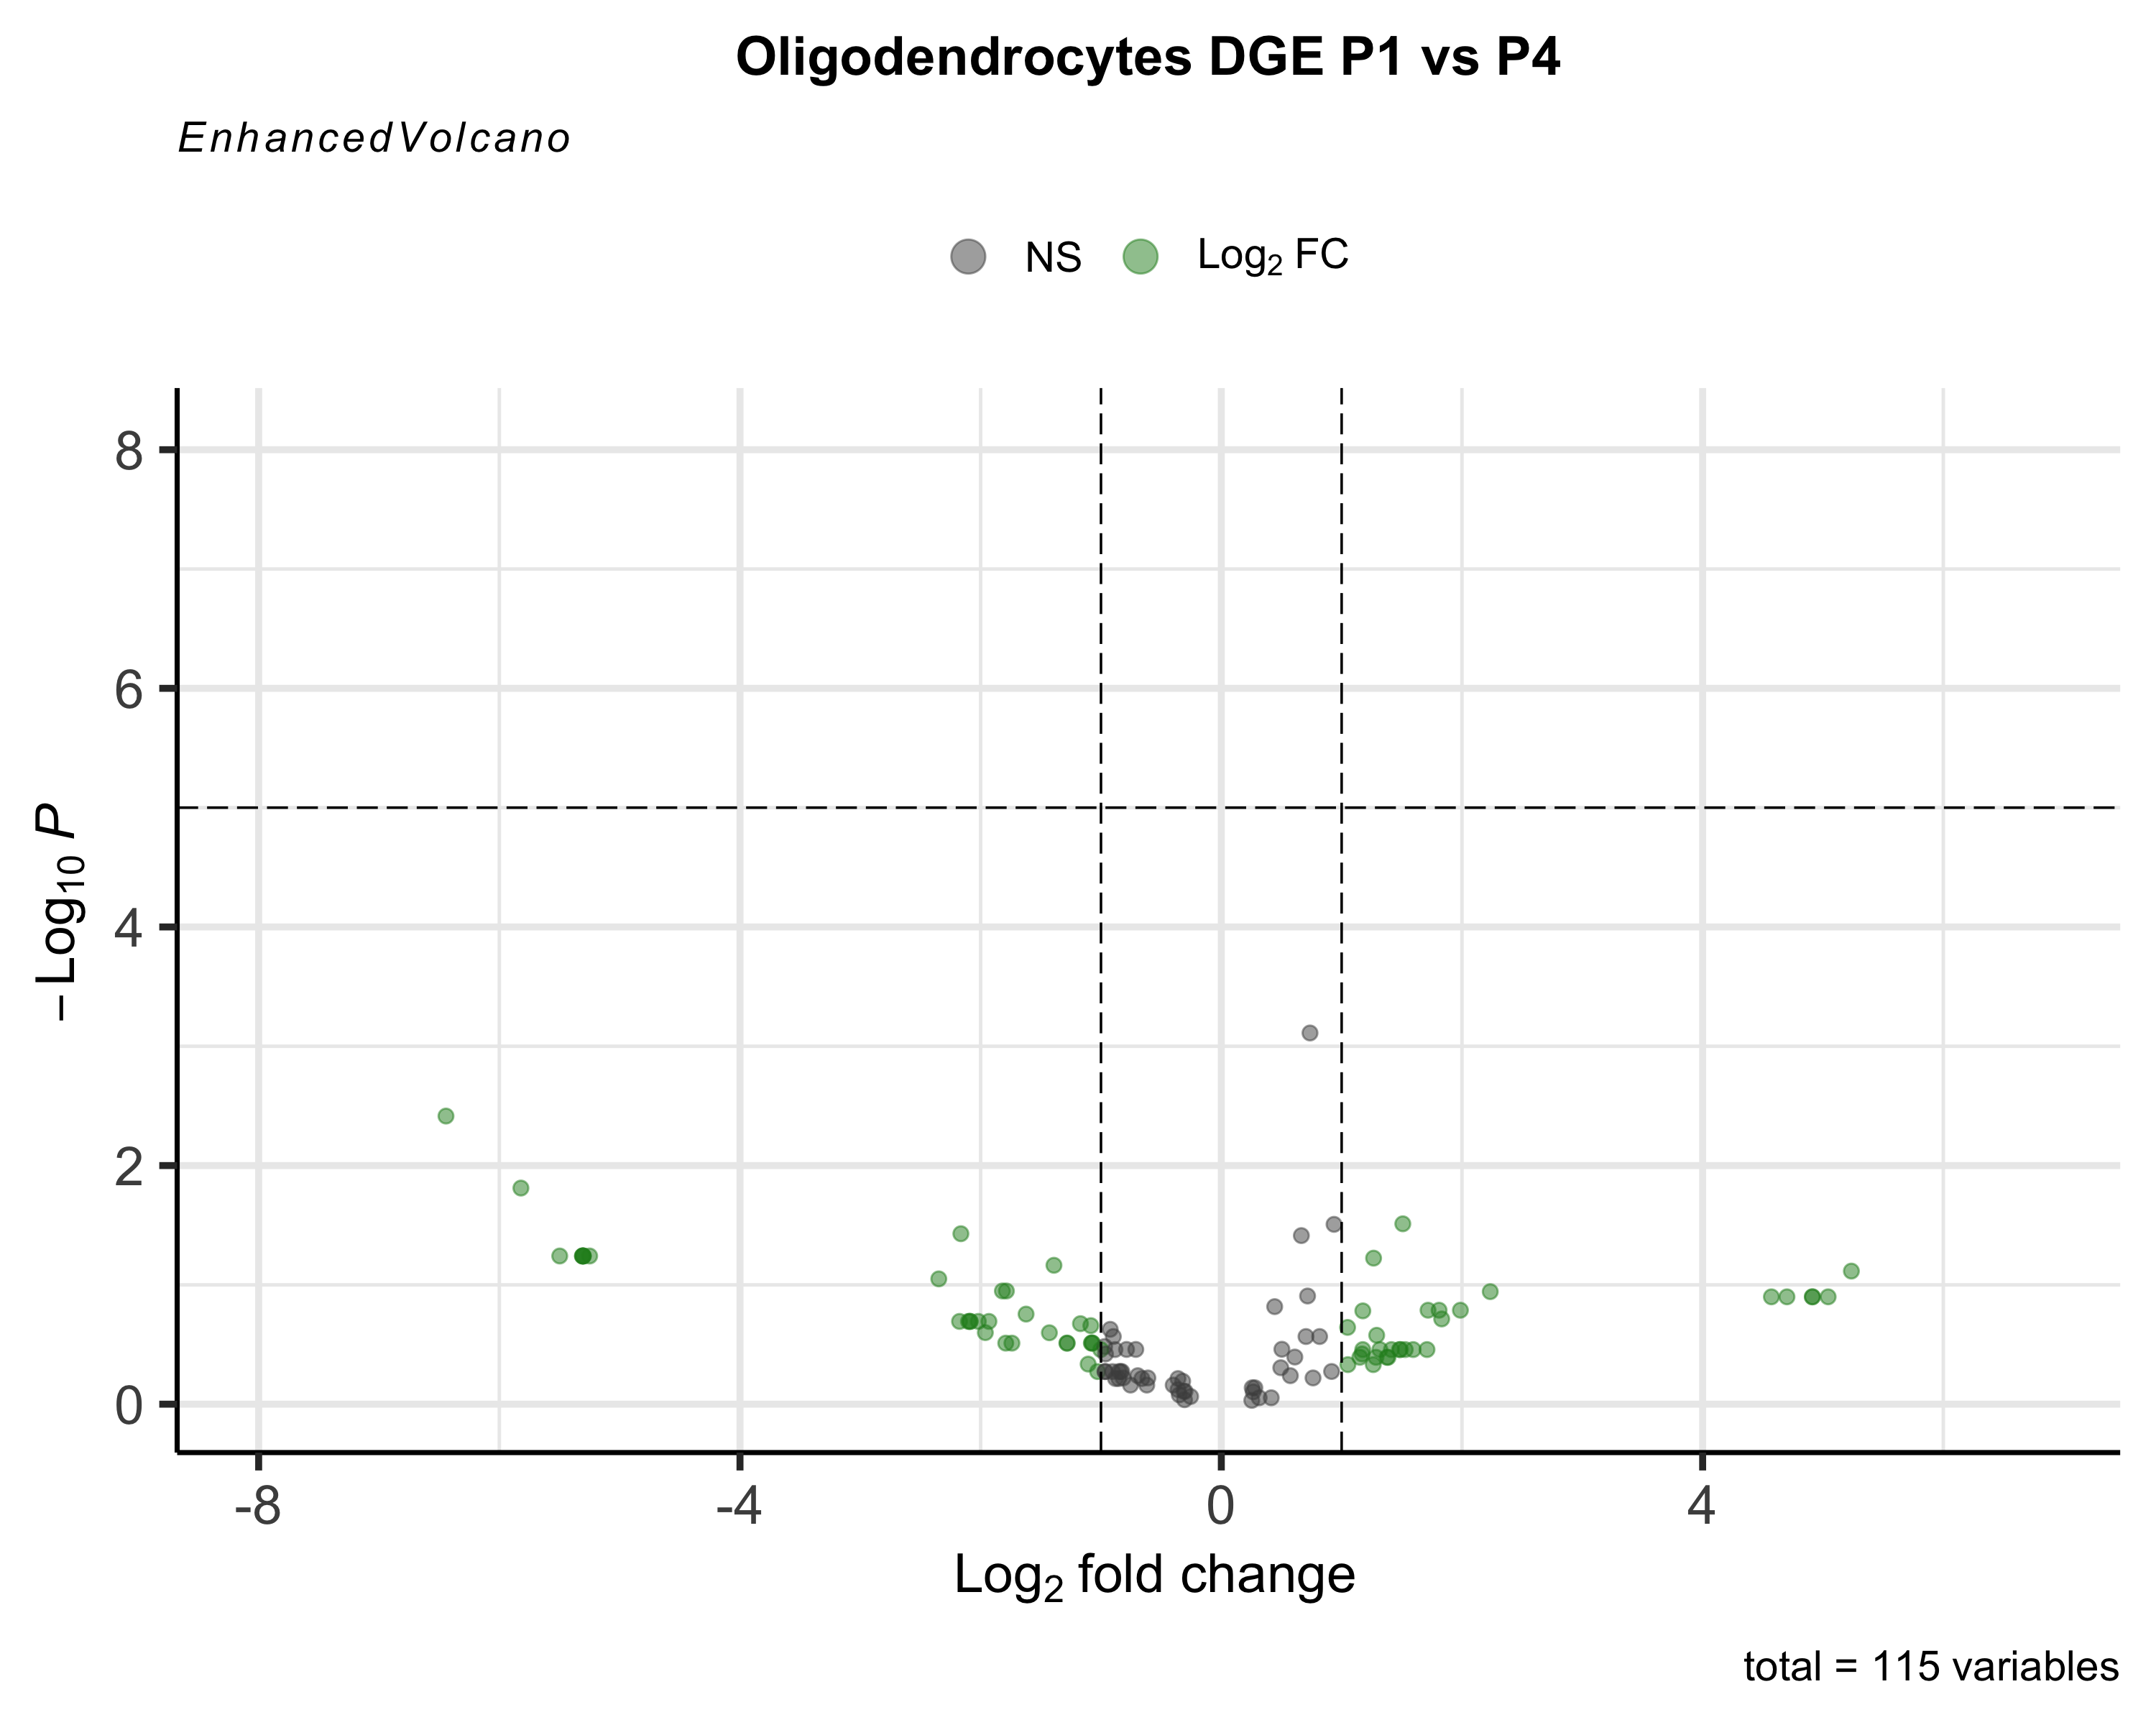 Oligodendrocytes DGE P1 vs P4
EnhancedVolcano
NS Log₂ FC
8
6
4
2
0
−Log₁₀ P
-8 -4 0 4
Log₂ fold change
total = 115 variables